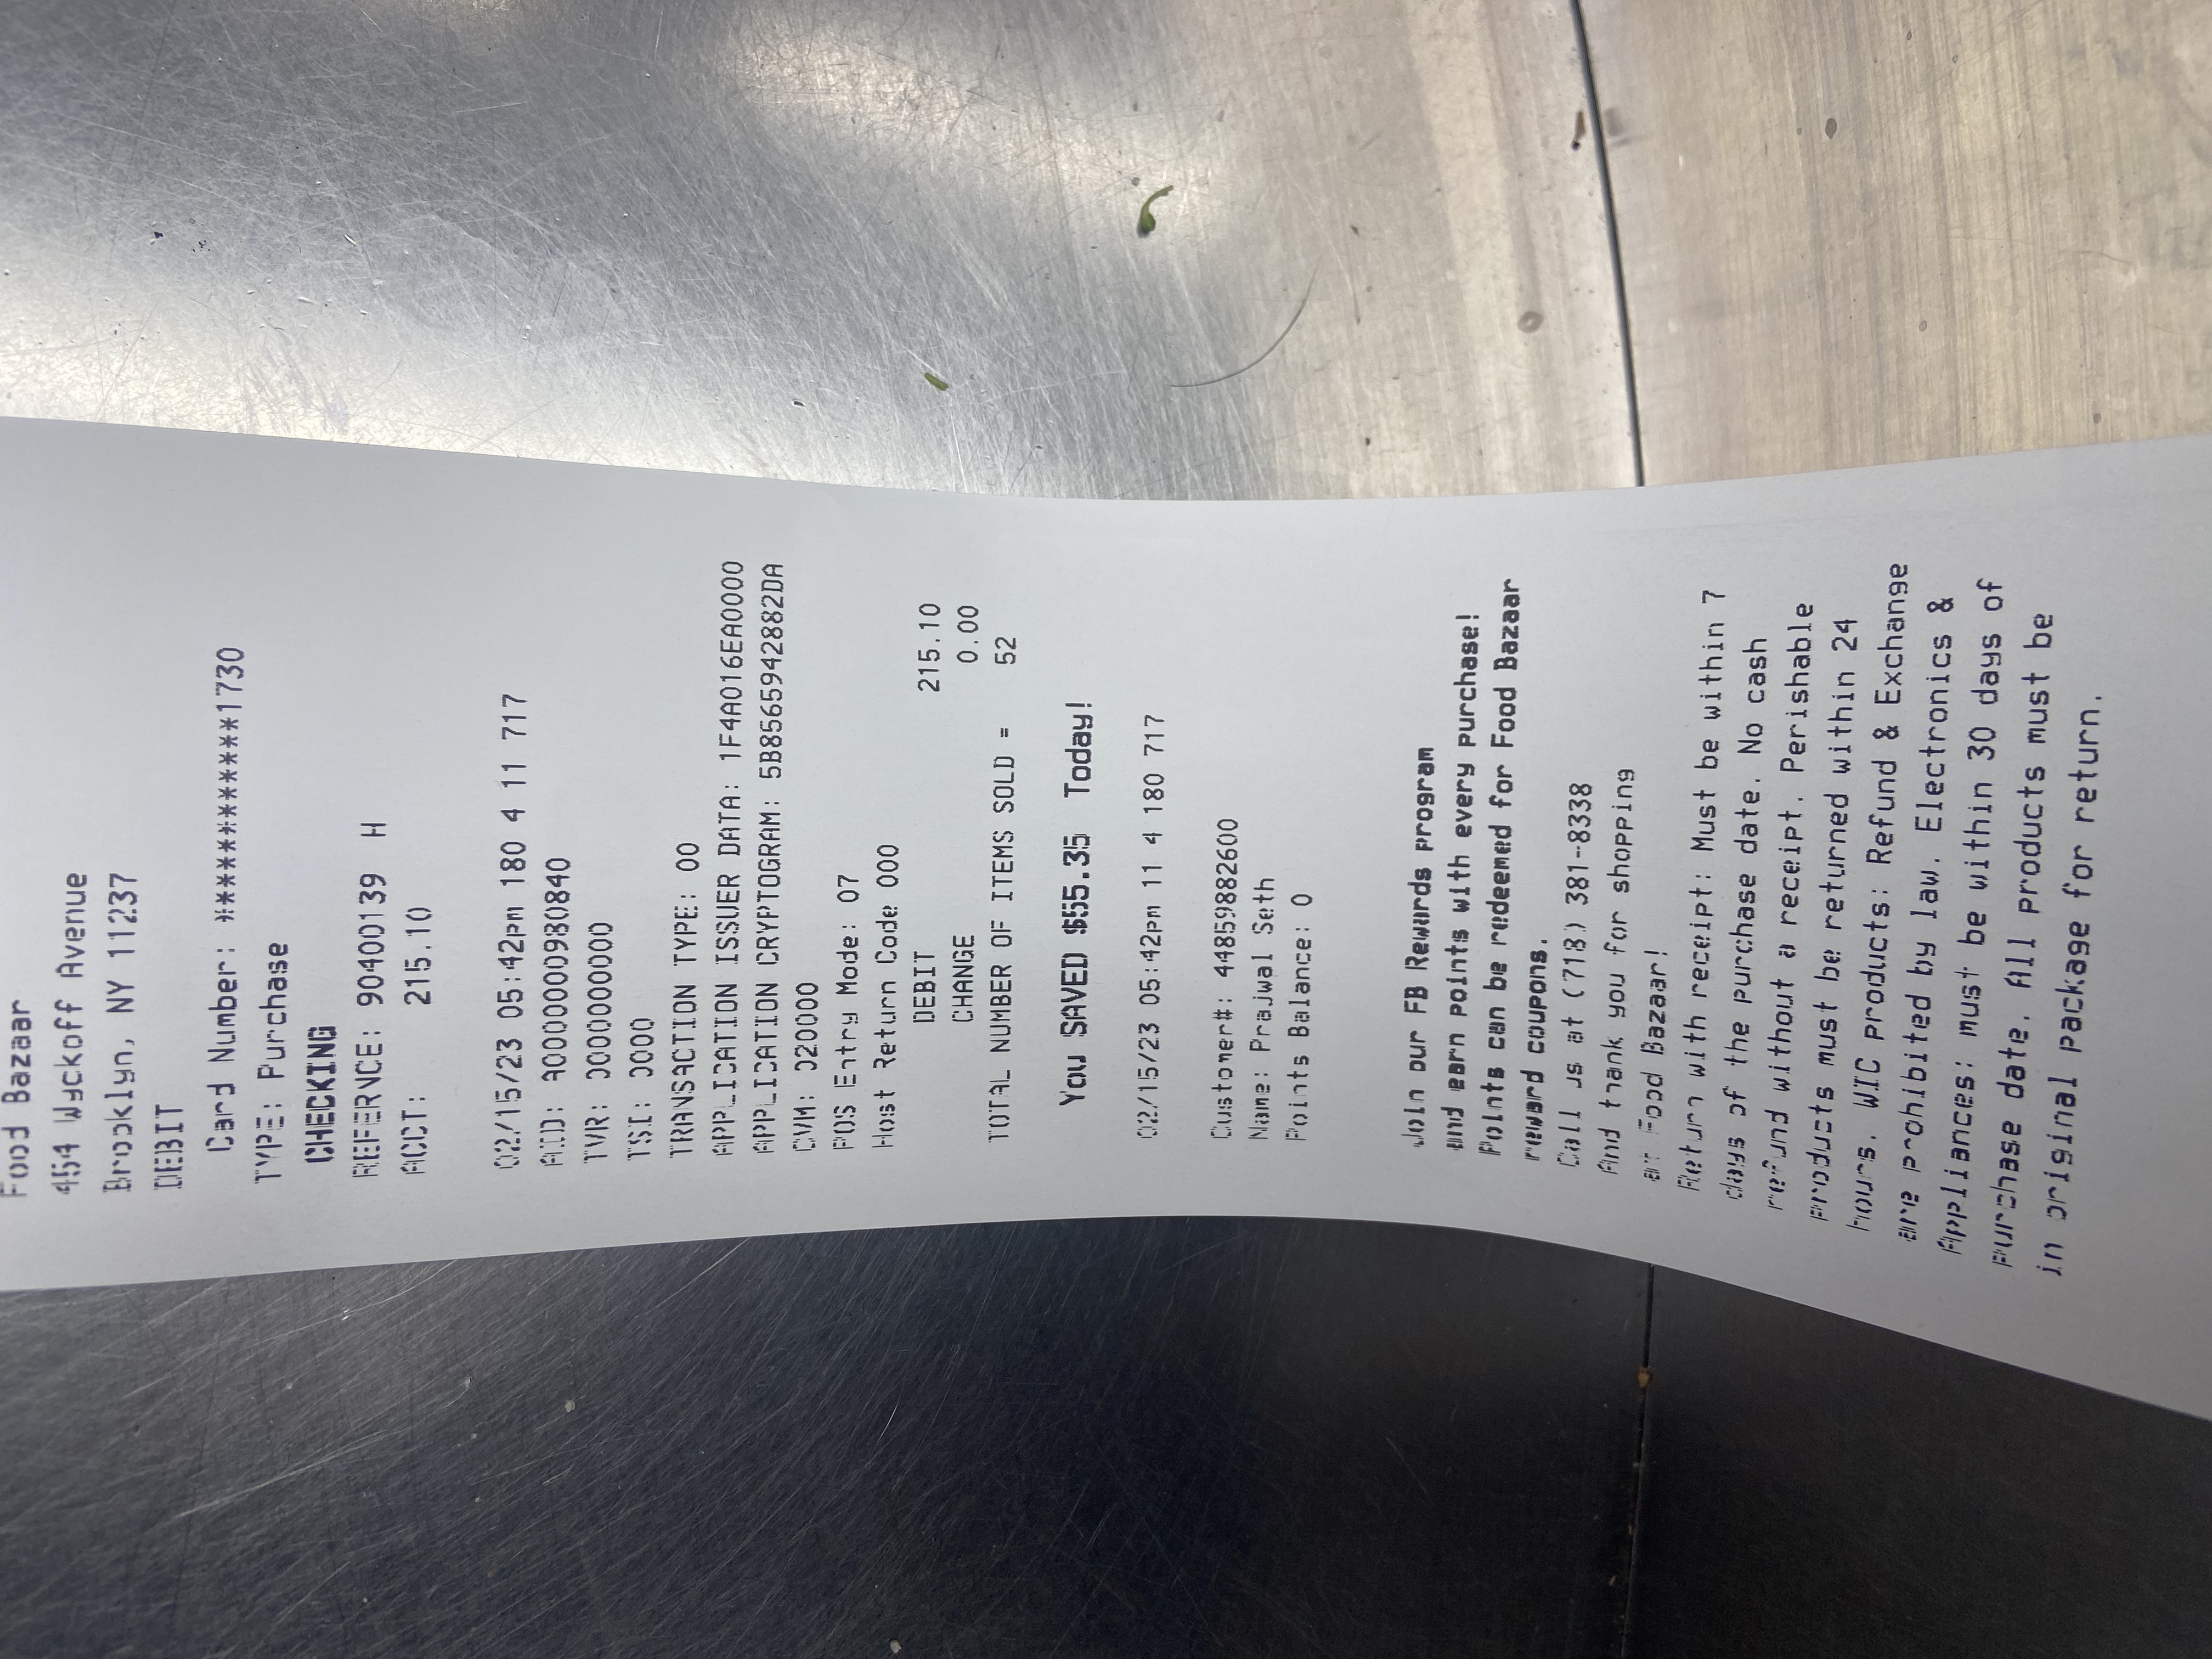 Food Bazaar
454 Wyckoff Avenue
Brooklyn, NY 11237
DEBIT
Card Number: ************1730
TYPE: Purchase
CHECKING
REFERNCE: 90400139 H
ACCT: 215.10
02/15/23 05:42pm 180 4 11 717
AID: A0000000980840
TVR: 0000000000
TSI: 0000
TRANSACTION TYPE: 00
APPLICATION ISSUER DATA: 1F4A016EA0000
APPLICATION CRYPTOGRAM: 5B8565942882DA
CVM: 020000
POS Entry Mode: 07
Host Return Code 000
DEBIT 215.10
CHANGE 0.00
TOTAL NUMBER OF ITEMS SOLD = 52
You SAVED $55.35 Today!
02/15/23 05:42pm 11 4 180 717
Customer#: 44859882600
Name: Prajwal Seth
Points Balance: 0
Join our FB Rewards program
and earn points with every purchase!
Points can be redeemed for Food Bazaar
reward coupons.
Call us at (718) 381-8338
And thank you for shopping
at Food Bazaar!
Return with receipt: Must be within 7
days of the purchase date. No cash
refund without a receipt. Perishable
products must be returned within 24
hours. WIC products: Refund & Exchange
are prohibited by law. Electronics &
Appliances: must be within 30 days of
purchase date. All products must be
in original package for return.